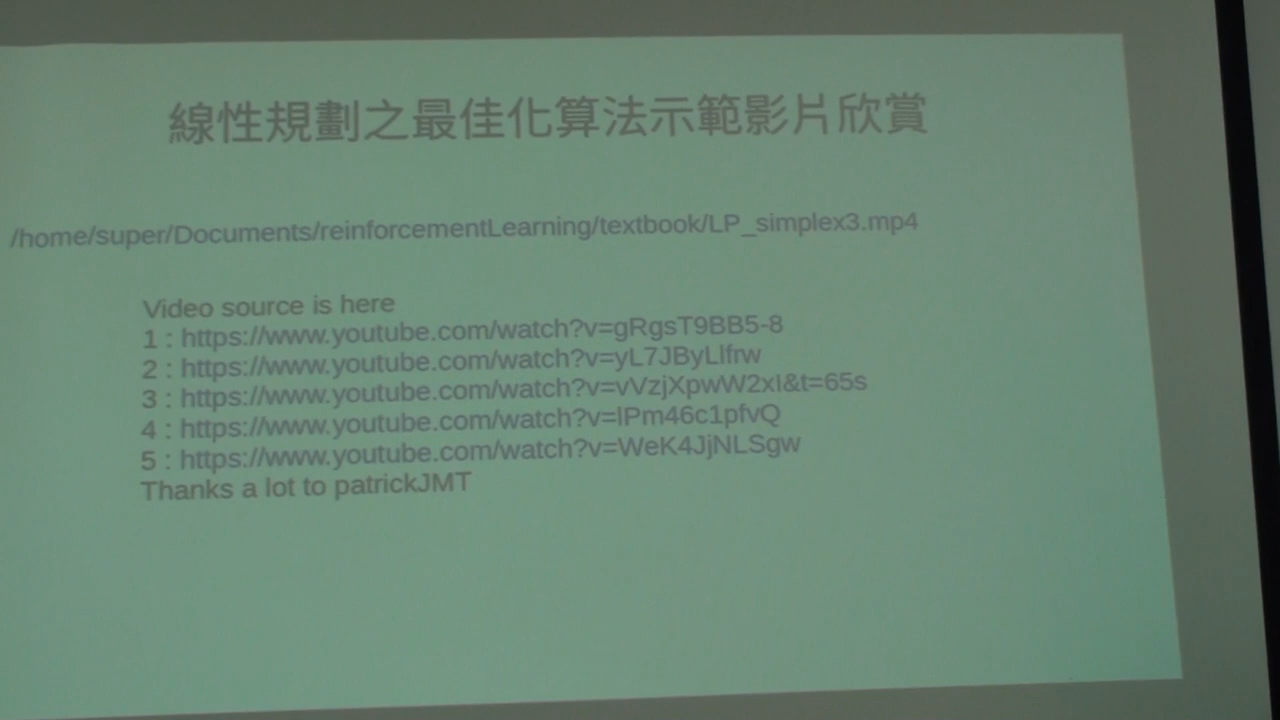 線性規劃之最佳化算法示範影片欣賞
/home/super/Documents/reinforcementLearning/textbook/LP_simplex3.mp4
Video source is here
1 : https://www.youtube.com/watch?v=gRgsT9BB5-8
2 : https://www.youtube.com/watch?v=yL7JByLlfrw
3 : https://www.youtube.com/watch?v=vVzjXpwW2xI&t=65s
4 : https://www.youtube.com/watch?v=lPm46c1pfvQ
5 : https://www.youtube.com/watch?v=WeK4JjNLSgw
Thanks a lot to patrickJMT